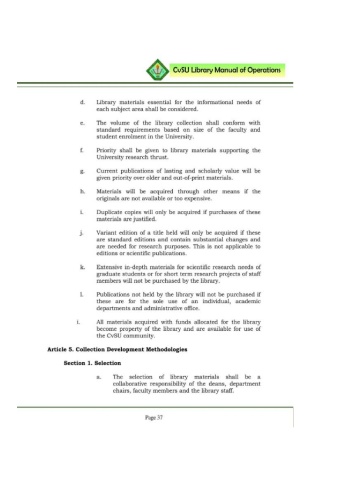 CvSU Library Manual of Operations
d. Library materials essential for the informational needs of
each subject area shall be considered.
e. The volume of the library collection shall conform with
standard requirements based on size of the faculty and
student enrolment in the University.
f. Priority shall be given to library materials supporting the
University research thrust.
g. Current publications of lasting and scholarly value will be
given priority over older and out-of-print materials.
h. Materials will be acquired through other means if the
originals are not available or too expensive.
i. Duplicate copies will only be acquired if purchases of these
materials are justified.
j. Variant edition of a title held will only be acquired if these
are standard editions and contain substantial changes and
are needed for research purposes. This is not applicable to
editions or scientific publications.
k. Extensive in-depth materials for scientific research needs of
graduate students or for short term research projects of staff
members will not be purchased by the library.
l. Publications not held by the library will not be purchased if
these are for the sole use of an individual, academic
departments and administrative office.
i. All materials acquired with funds allocated for the library
become property of the library and are available for use of
the CvSU community.
Article 5. Collection Development Methodologies
Section 1. Selection
a. The selection of library materials shall be a
collaborative responsibility of the deans, department
chairs, faculty members and the library staff.
Page 37